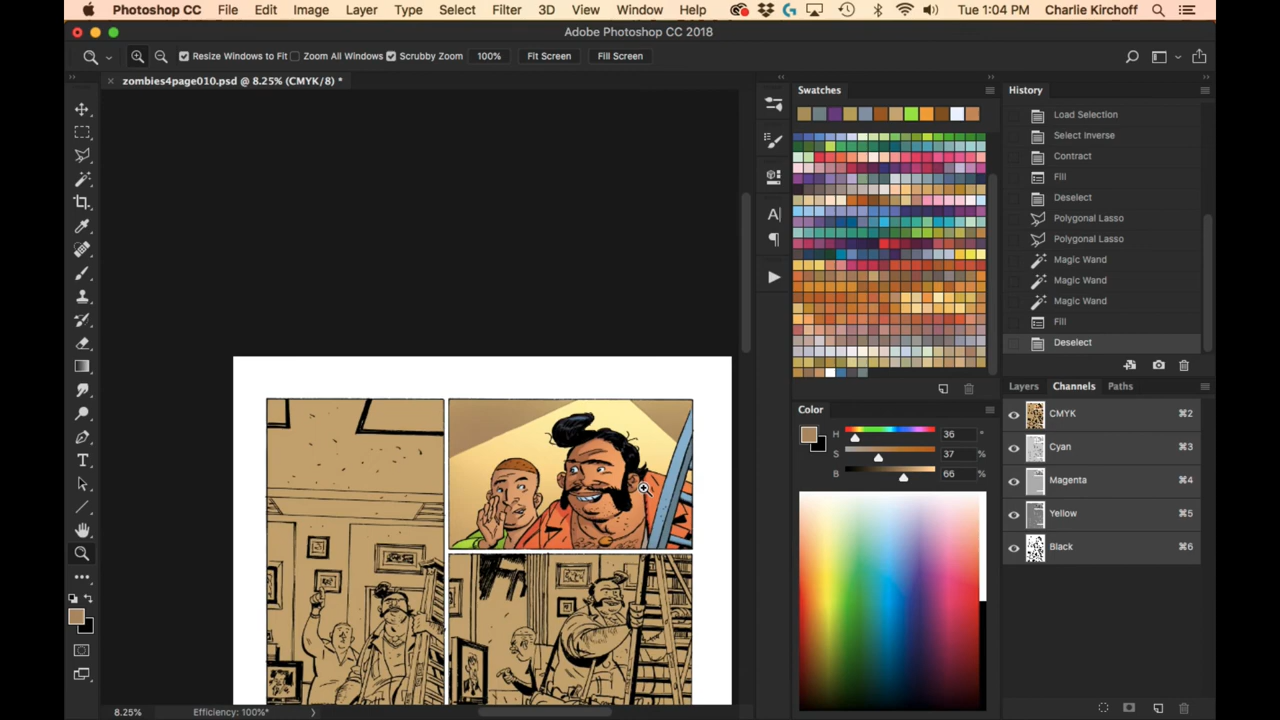 Photoshop CC File Edit Image Layer Type Select Filter 3D View Window Help Tue 1:04 PM Charlie Kirchoff
Adobe Photoshop CC 2018
Resize Windows to Fit Zoom All Windows Scrubby Zoom 100% Fit Screen Fill Screen
zombies4page010.psd @ 8.25% (CMYK/8) *
Swatches
History
Load Selection
Select Inverse
Contract
Fill
Deselect
Polygonal Lasso
Polygonal Lasso
Magic Wand
Magic Wand
Magic Wand
Fill
Deselect
Layers Channels Paths
CMYK ⌘2
Cyan ⌘3
Magenta ⌘4
Yellow ⌘5
Black ⌘6
Color
H 36 °
S 37 %
B 66 %
8.25% Efficiency: 100%*